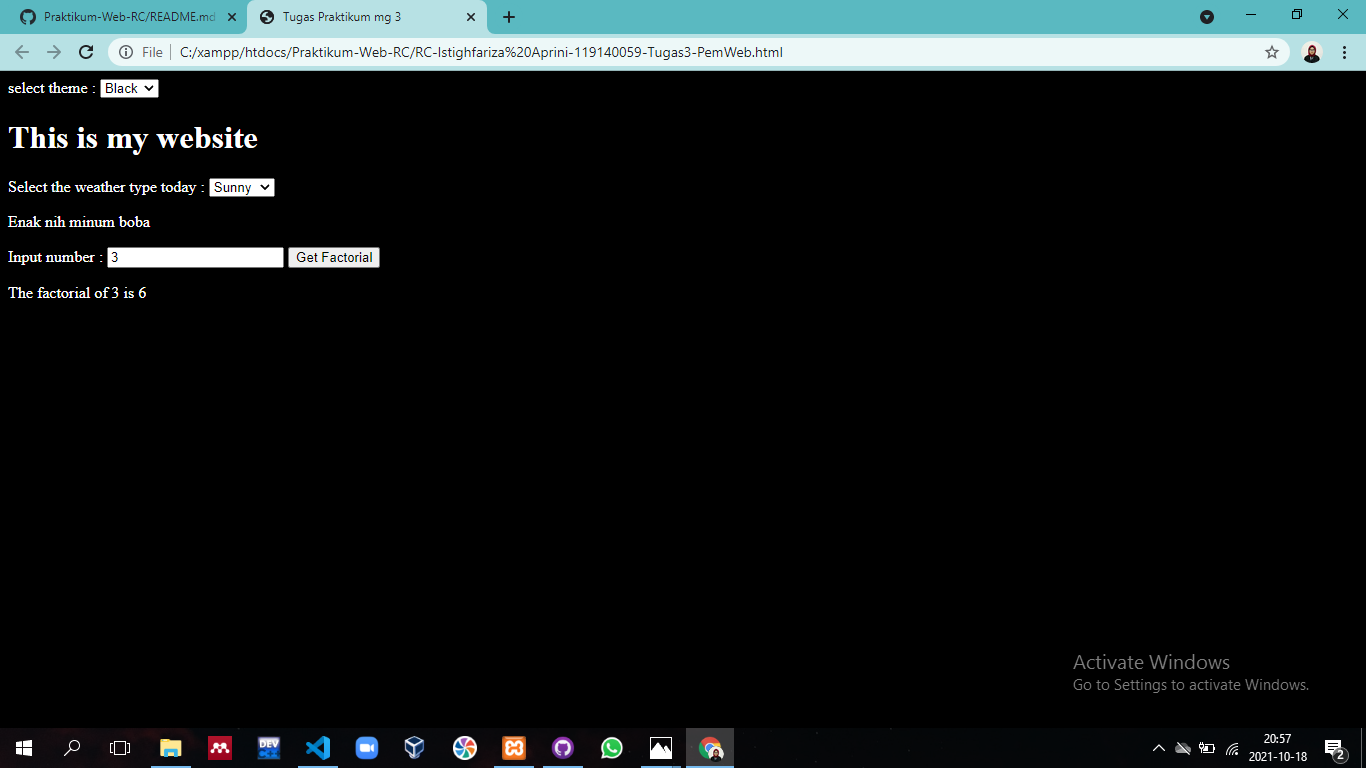 Praktikum-Web-RC/README.md
Tugas Praktikum mg 3
File
C:/xampp/htdocs/Praktikum-Web-RC/RC-Istighfariza%20Aprini-119140059-Tugas3-PemWeb.html
select theme : Black
This is my website
Select the weather type today : Sunny
Enak nih minum boba
Input number : 3 Get Factorial
The factorial of 3 is 6
Activate Windows
Go to Settings to activate Windows.
DEV
20:57
2021-10-18
2